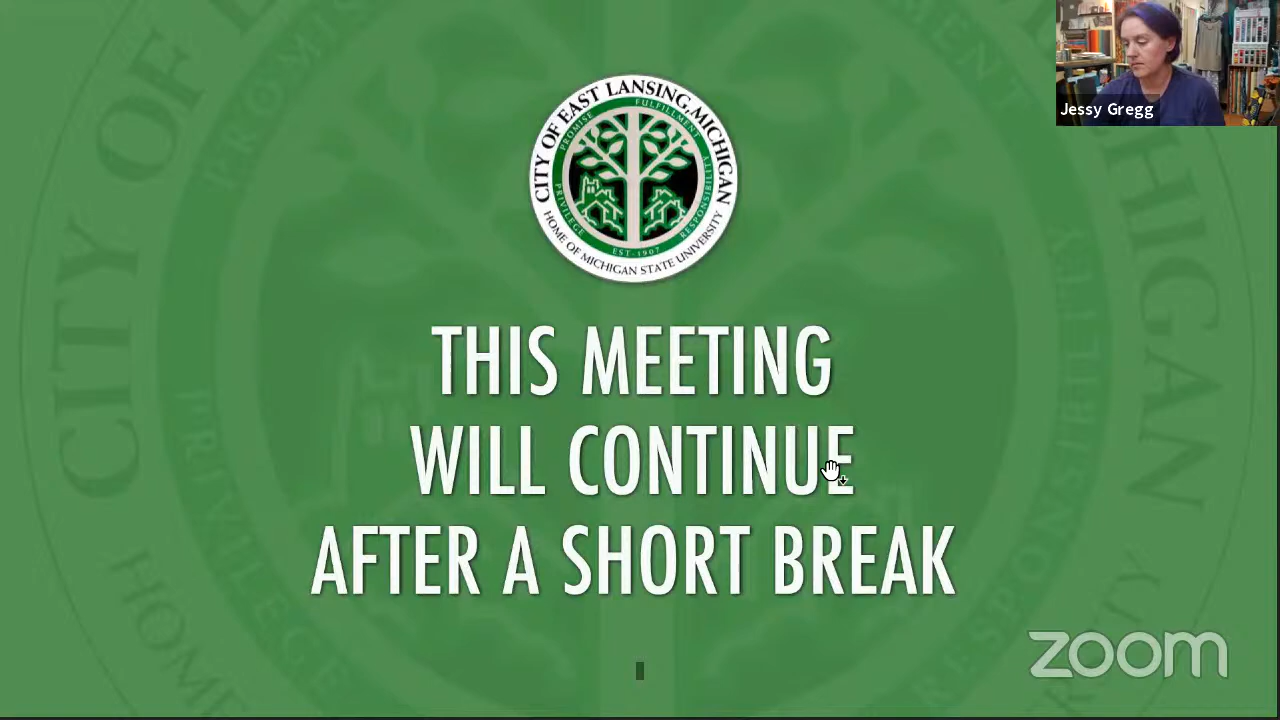 CITY OF EAST LANSING, MICHIGAN
PROMISE
FULFILLMENT
PRIVILEGE
RESPONSIBILITY
EST. 1907
HOME OF MICHIGAN STATE UNIVERSITY
Jessy Gregg
THIS MEETING
WILL CONTINUE
AFTER A SHORT BREAK
zoom